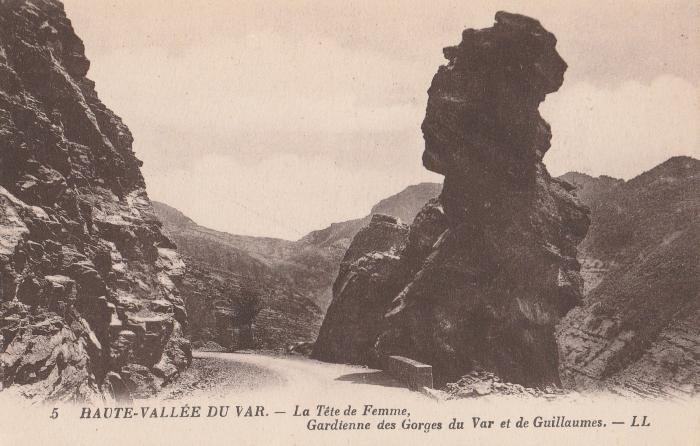 5 HAUTE-VALLÉE DU VAR. — La Tête de Femme,
Gardienne des Gorges du Var et de Guillaumes. — LL